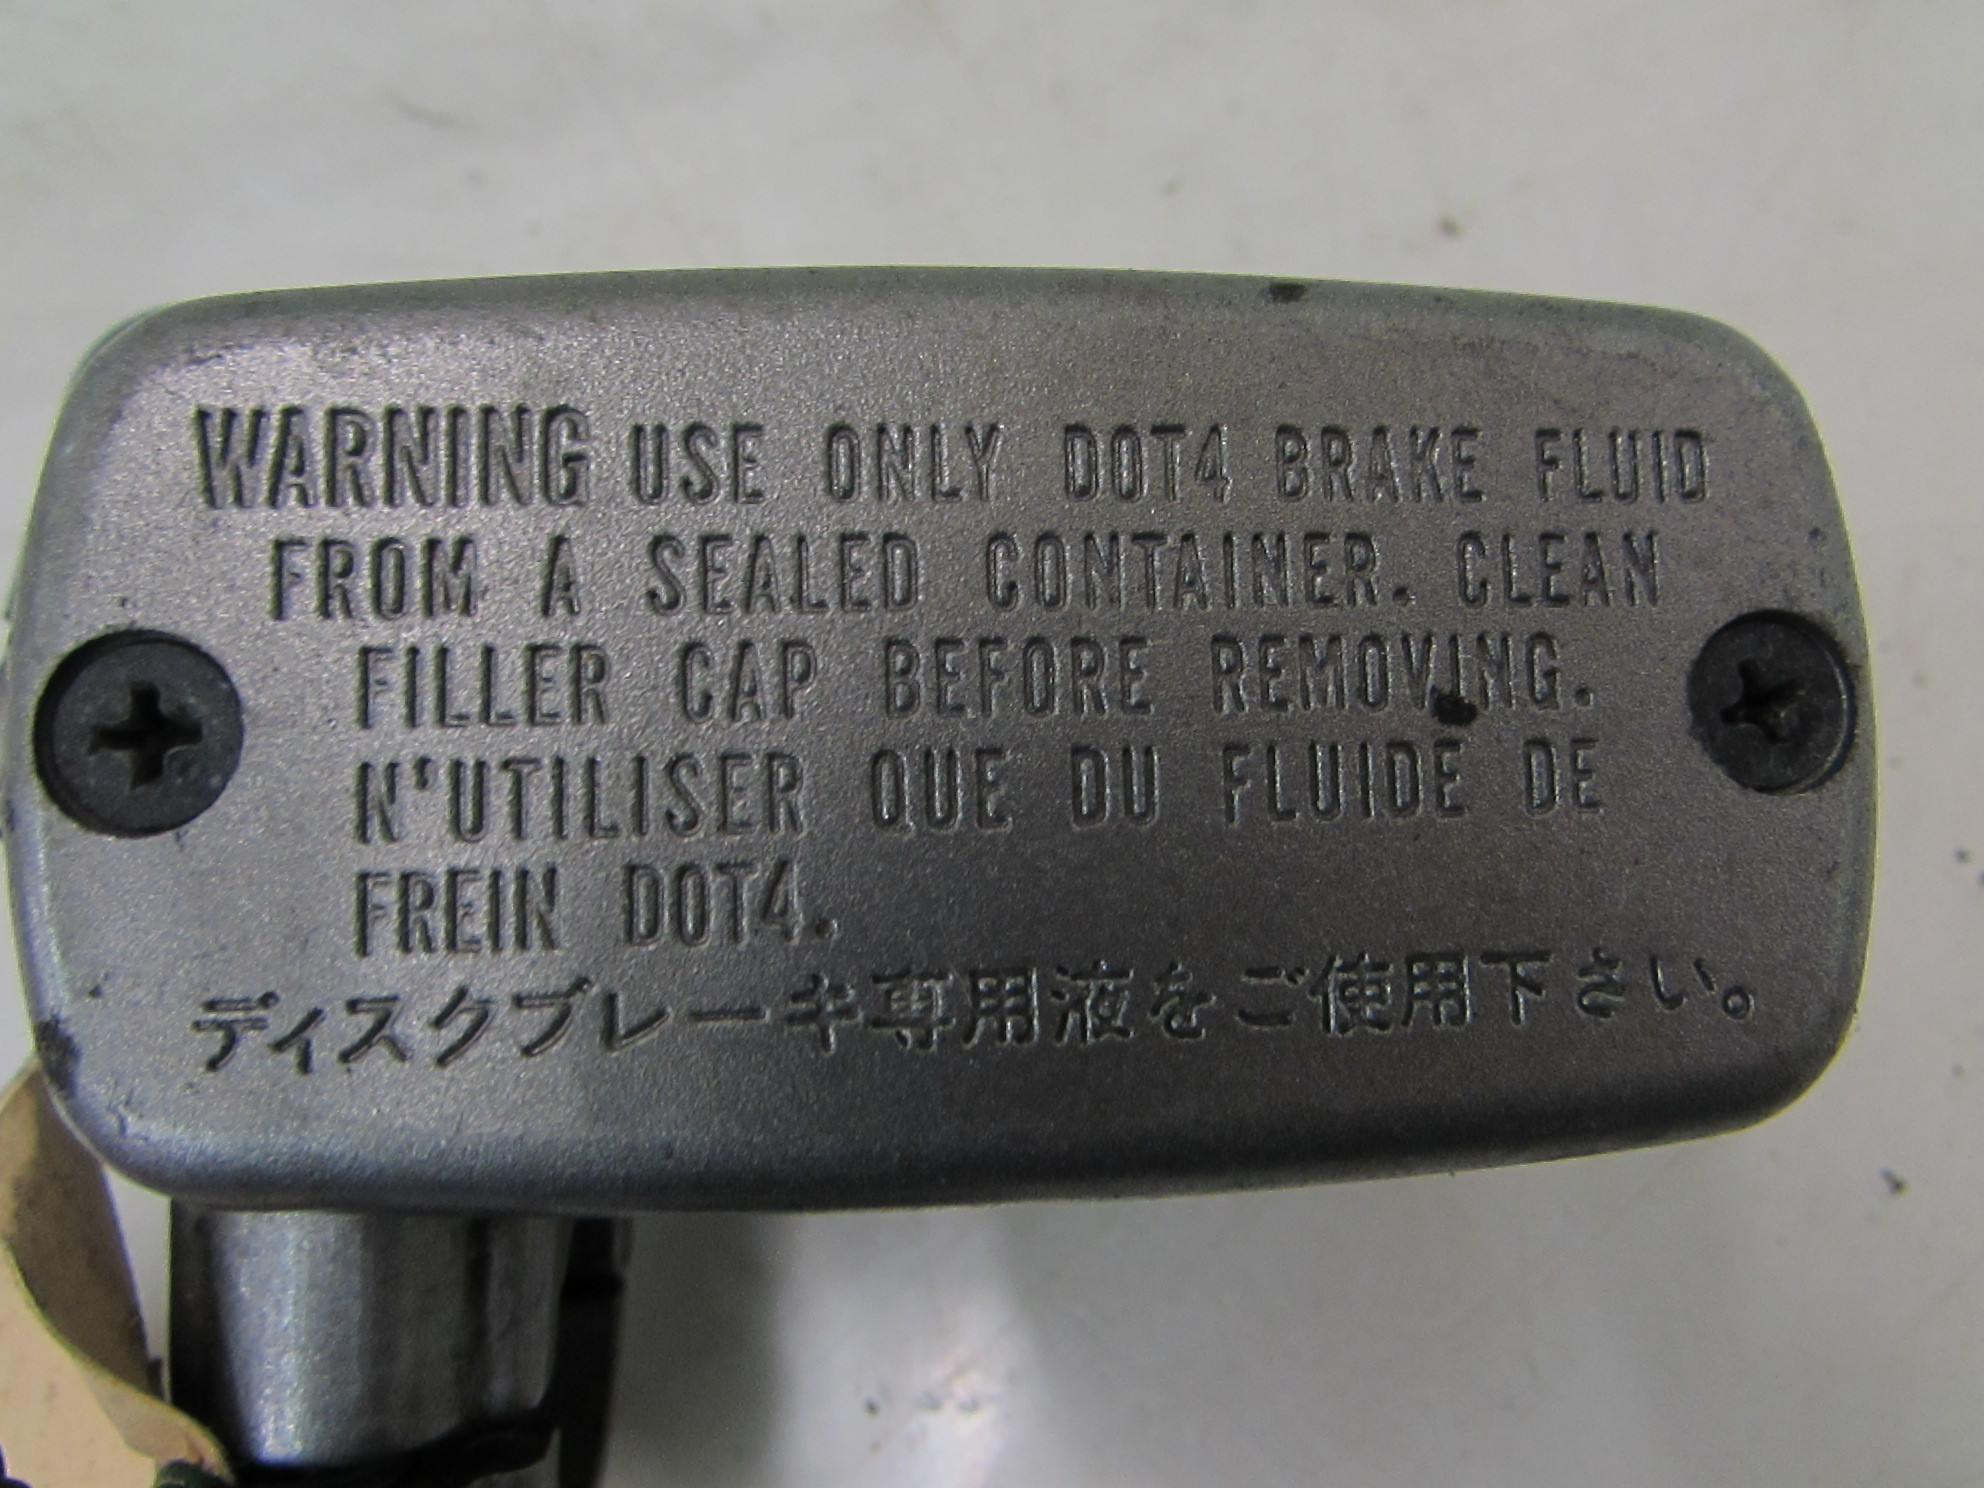 WARNING USE ONLY DOT4 BRAKE FLUID
FROM A SEALED CONTAINER. CLEAN
FILLER CAP BEFORE REMOVING.
N'UTILISER QUE DU FLUIDE DE
FREIN DOT4.
ディスクブレーキ専用液をご使用下さい。